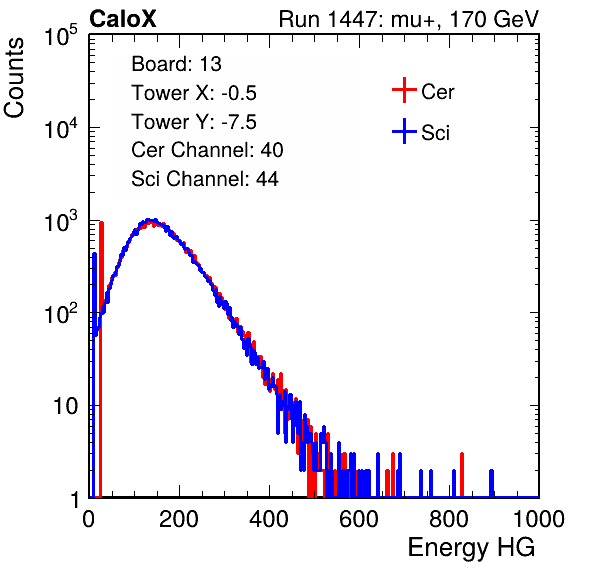 CaloX Run 1447: mu+, 170 GeV
Counts
Board: 13
Tower X: -0.5
Tower Y: -7.5
Cer Channel: 40
Sci Channel: 44
Cer
Sci
10^5
10^4
10^3
10^2
10
1
0 200 400 600 800 1000
Energy HG